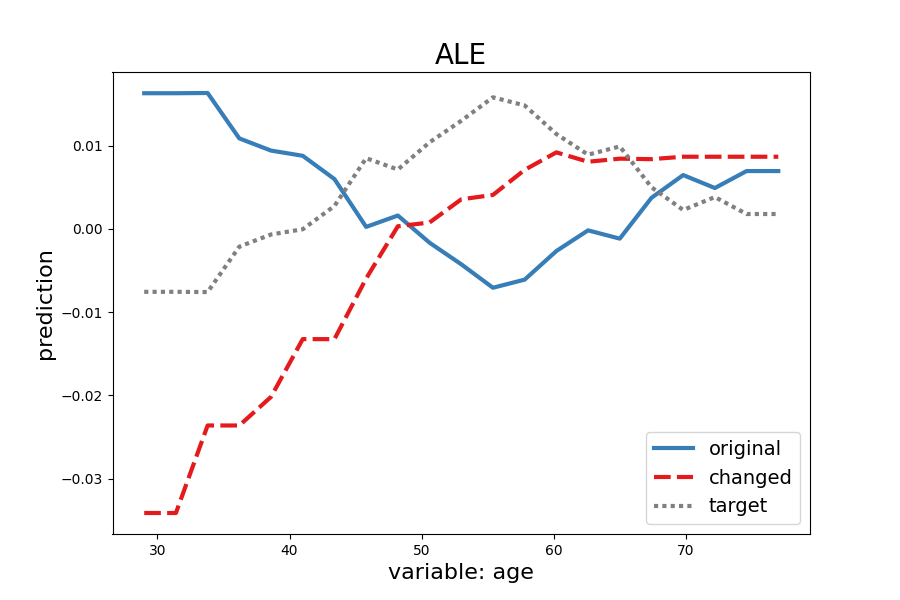 ALE
prediction
0.01
0.00
−0.01
−0.02
−0.03
30 40 50 60 70
variable: age
original
changed
target